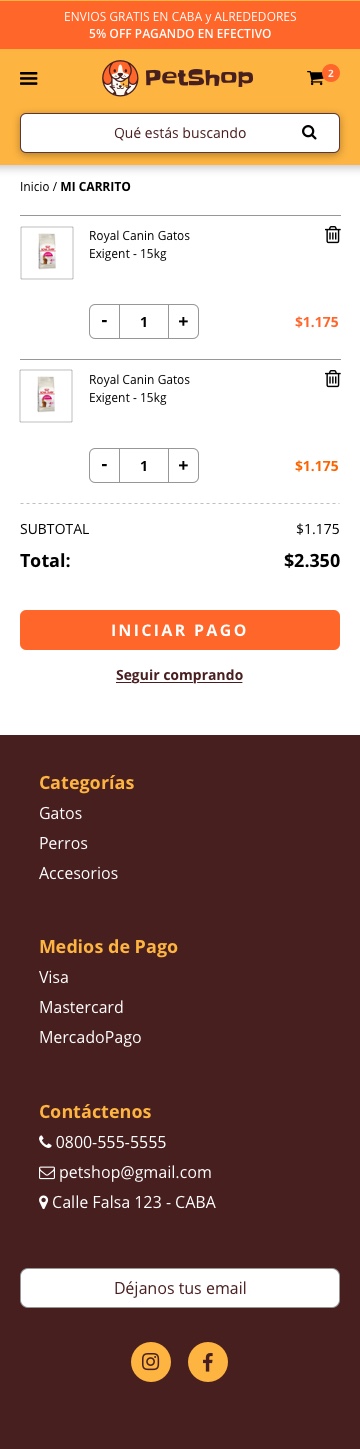 ENVIOS GRATIS EN CABA y ALREDEDORES
5% OFF PAGANDO EN EFECTIVO
PetShop
2
Qué estás buscando
Inicio / MI CARRITO
Royal Canin Gatos
Exigent - 15kg
- 1 +
$1.175
Royal Canin Gatos
Exigent - 15kg
- 1 +
$1.175
SUBTOTAL $1.175
Total: $2.350
INICIAR PAGO
Seguir comprando
Categorías
Gatos
Perros
Accesorios
Medios de Pago
Visa
Mastercard
MercadoPago
Contáctenos
0800-555-5555
petshop@gmail.com
Calle Falsa 123 - CABA
Déjanos tus email